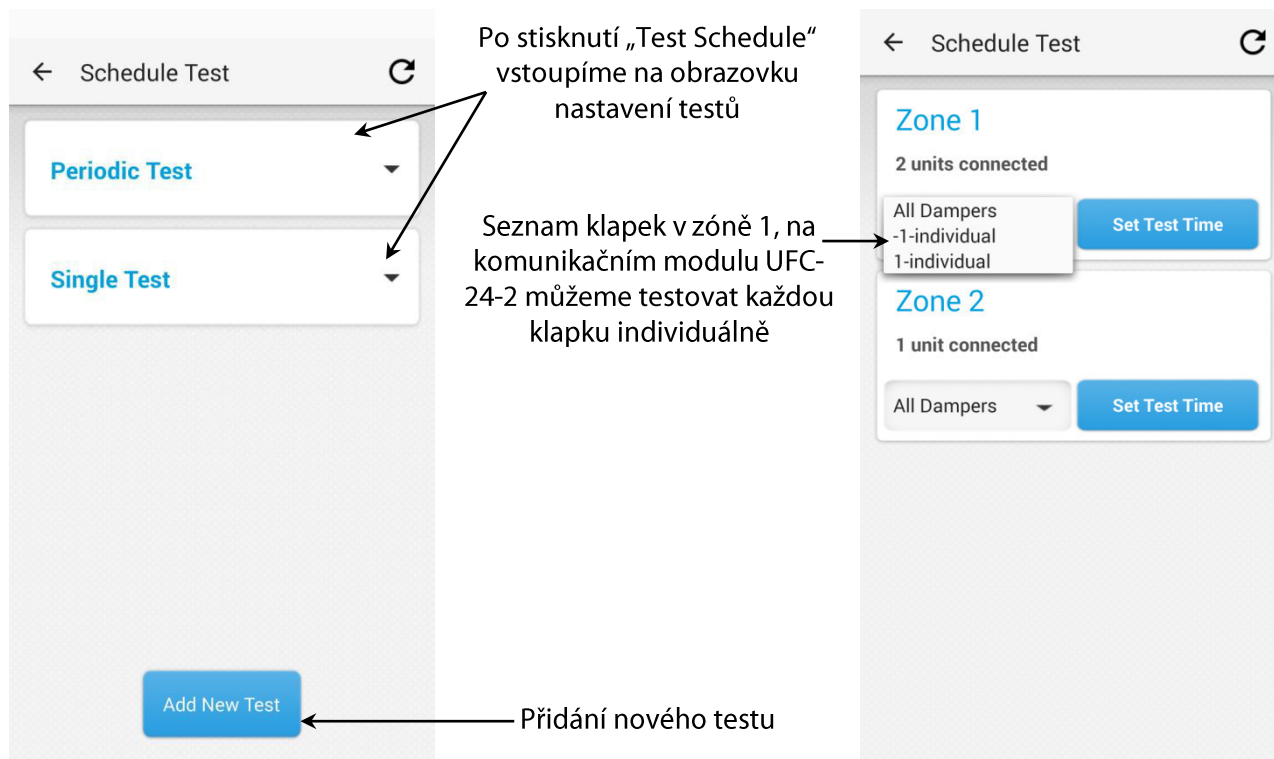 Schedule Test
Periodic Test
Single Test
Add New Test
Po stisknutí „Test Schedule“
vstoupíme na obrazovku
nastavení testů
Seznam klapek v zóně 1, na
komunikačním modulu UFC-
24-2 můžeme testovat každou
klapku individuálně
Přidání nového testu
Schedule Test
Zone 1
2 units connected
All Dampers
-1-individual
1-individual
Set Test Time
Zone 2
1 unit connected
All Dampers
Set Test Time